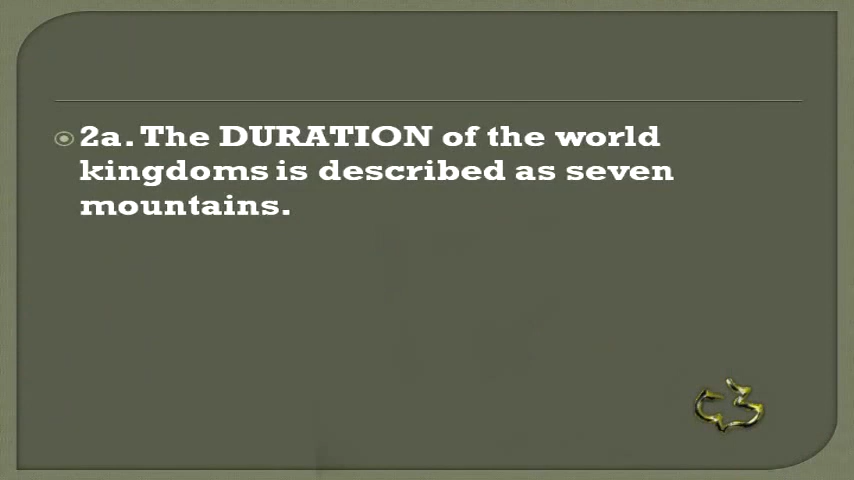 2a. The DURATION of the world
kingdoms is described as seven
mountains.